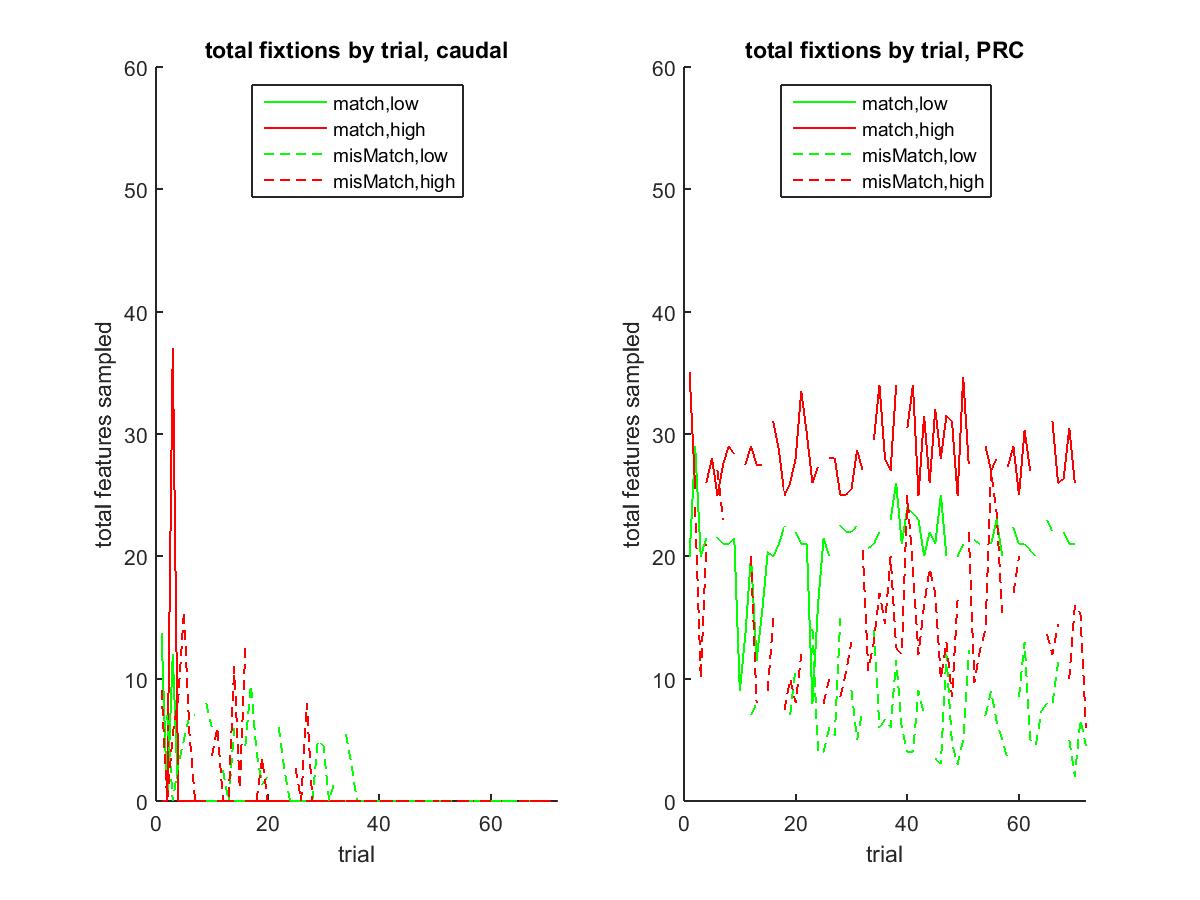 total fixtions by trial, caudal
60
50
40
30
20
10
0
total features sampled
match,low
match,high
misMatch,low
misMatch,high
0 20 40 60
trial
total fixtions by trial, PRC
60
50
40
30
20
10
0
total features sampled
match,low
match,high
misMatch,low
misMatch,high
0 20 40 60
trial